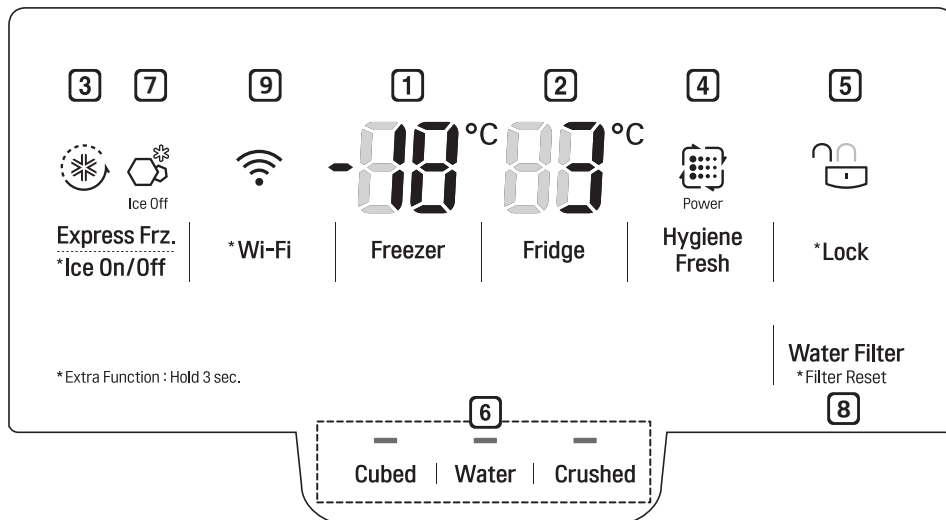 3 7 9 1 2 4 5
-18 °C 3 °C
Ice Off Power
Express Frz. *Wi-Fi Freezer Fridge Hygiene *Lock
*Ice On/Off Fresh
Water Filter
*Extra Function : Hold 3 sec. *Filter Reset
8
6
Cubed Water Crushed